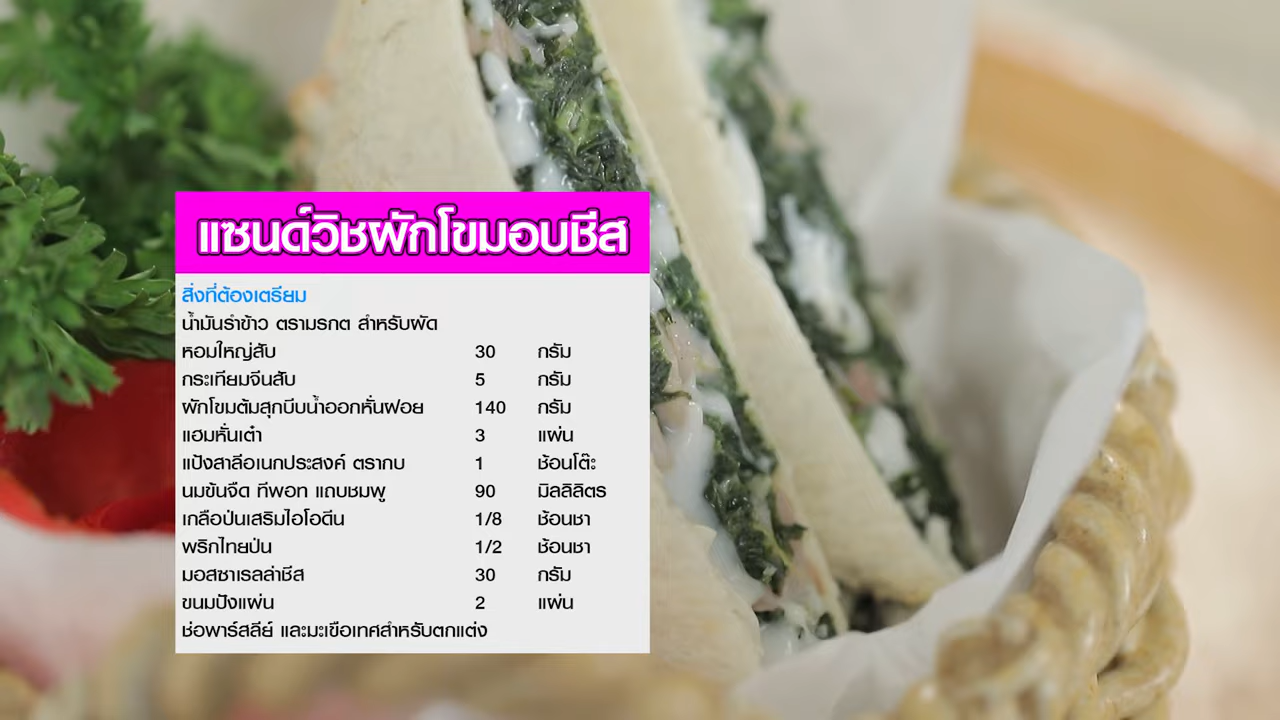 แซนด์วิชผักโขมอบชีส
สิ่งที่ต้องเตรียม
น้ำมันรำข้าว ตรามรกต สำหรับผัด
หอมใหญ่สับ 30 กรัม
กระเทียมจีนสับ 5 กรัม
ผักโขมต้มสุกบีบน้ำออกหั่นฝอย 140 กรัม
แฮมหั่นเต๋า 3 แผ่น
แป้งสาลีอเนกประสงค์ ตรากบ 1 ช้อนโต๊ะ
นมข้นจืด ทีพอท แถบชมพู 90 มิลลิลิตร
เกลือป่นเสริมไอโอดีน 1/8 ช้อนชา
พริกไทยป่น 1/2 ช้อนชา
มอสซาเรลล่าชีส 30 กรัม
ขนมปังแผ่น 2 แผ่น
ช่อพาร์สลีย์ และมะเขือเทศสำหรับตกแต่ง